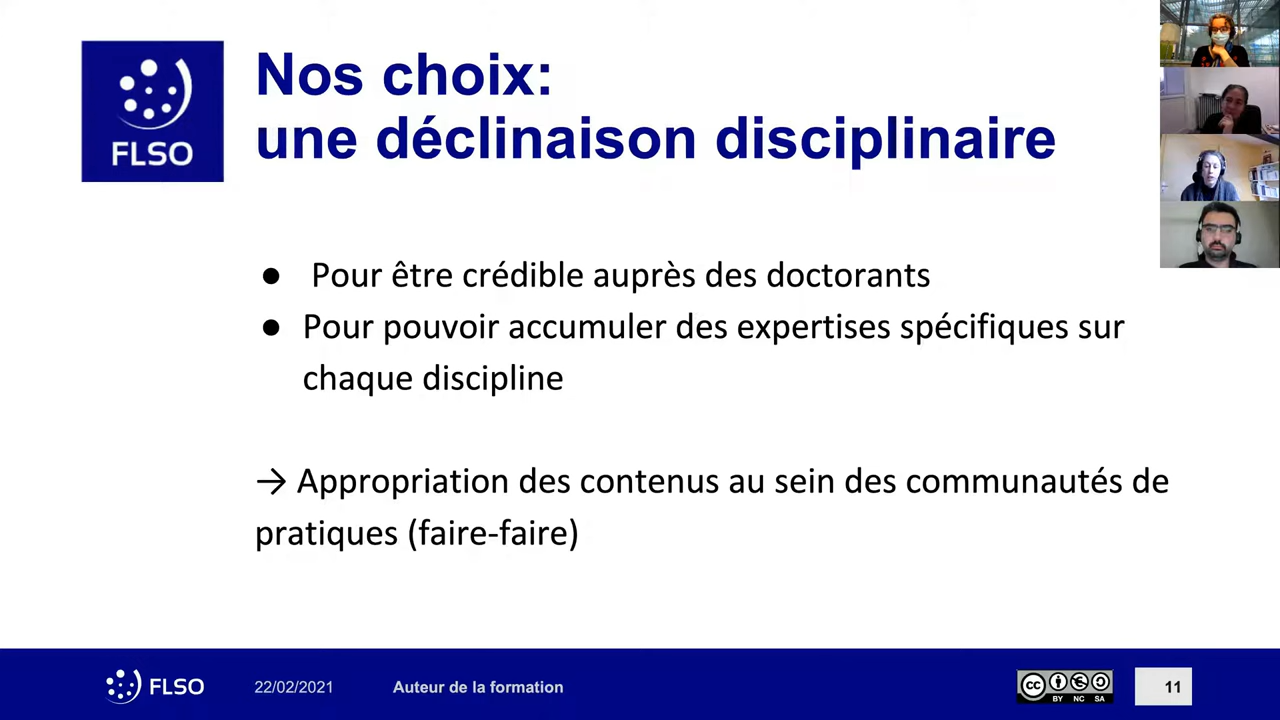 FLSO
Nos choix:
une déclinaison disciplinaire
● Pour être crédible auprès des doctorants
● Pour pouvoir accumuler des expertises spécifiques sur
chaque discipline
→ Appropriation des contenus au sein des communautés de
pratiques (faire-faire)
FLSO 22/02/2021 Auteur de la formation cc BY NC SA 11